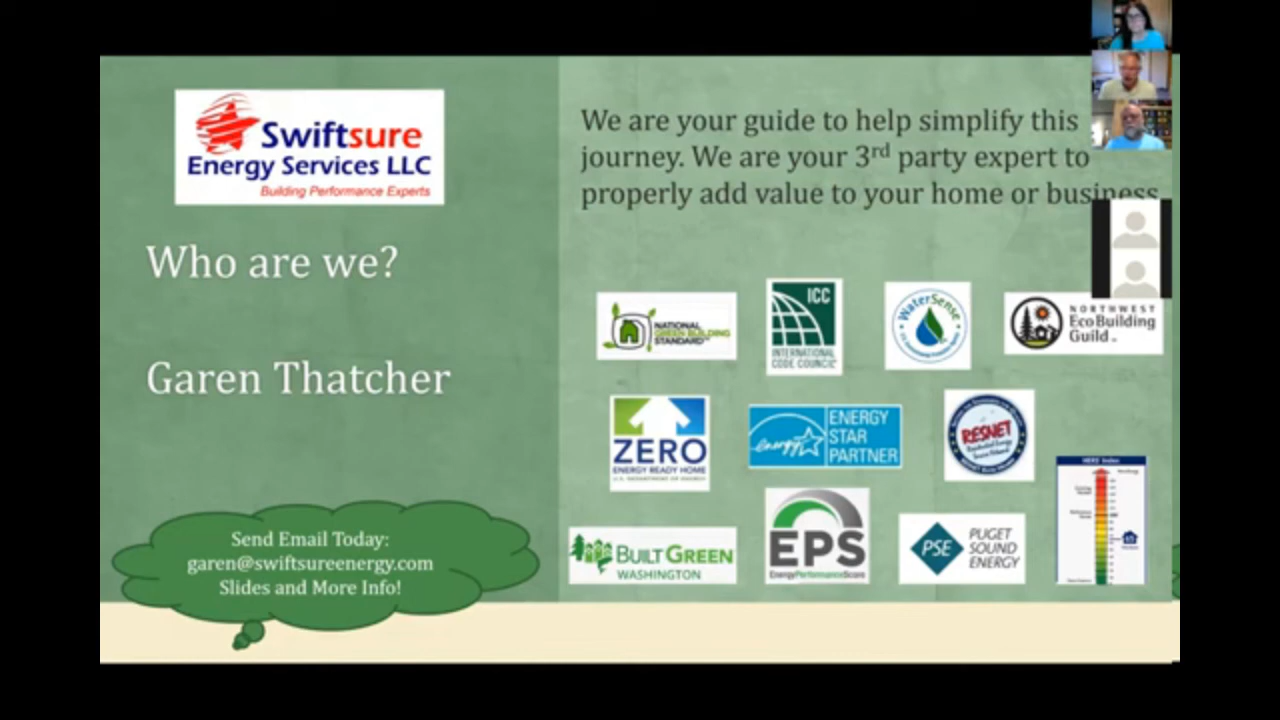 Swiftsure
Energy Services LLC
Building Performance Experts
Who are we?
Garen Thatcher
Send Email Today:
garen@swiftsureenergy.com
Slides and More Info!
We are your guide to help simplify this
journey. We are your 3rd party expert to
properly add value to your home or business
NATIONAL
GREEN BUILDING
STANDARD
ICC
INTERNATIONAL
CODE COUNCIL
WaterSense
NORTHWEST
EcoBuilding
Guild
ZERO
ENERGY READY HOME
U.S. DEPARTMENT OF ENERGY
energy
ENERGY
STAR
PARTNER
RESNET
HERS Index
BUILT GREEN
WASHINGTON
EPS
EnergyPerformanceScore
PSE
PUGET
SOUND
ENERGY